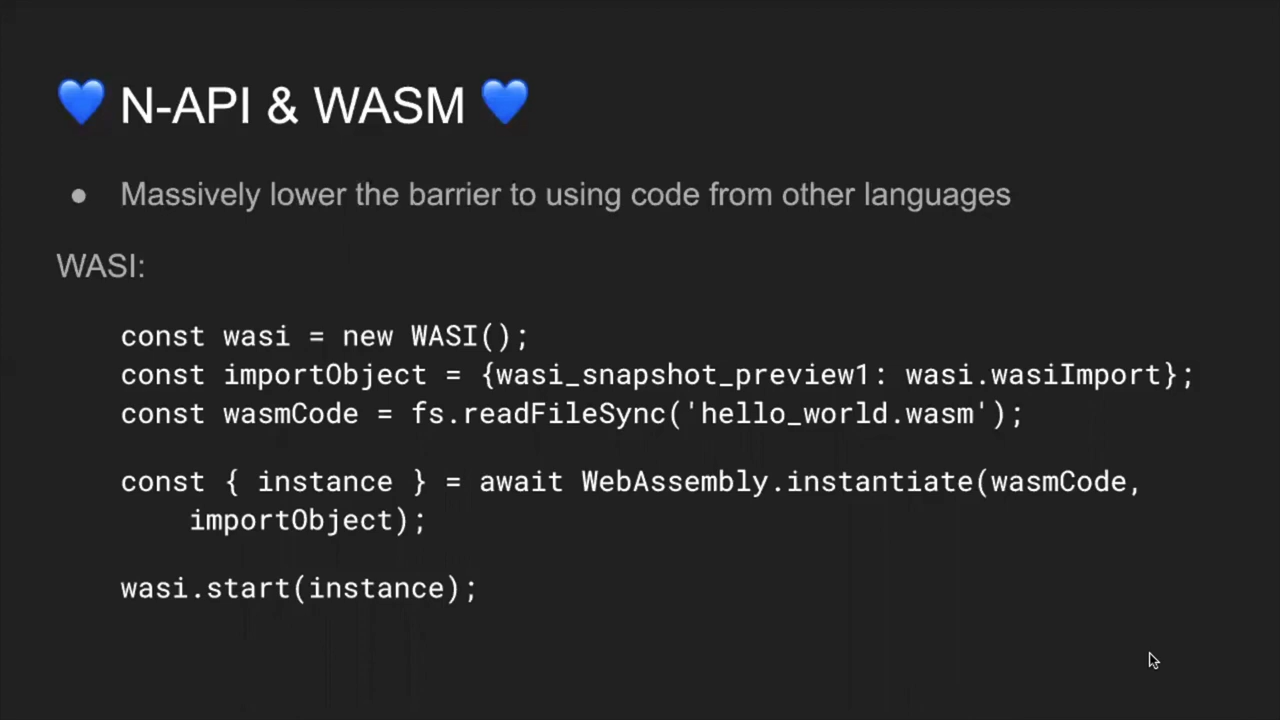 💙 N-API & WASM 💙
● Massively lower the barrier to using code from other languages
WASI:
const wasi = new WASI();
const importObject = {wasi_snapshot_preview1: wasi.wasiImport};
const wasmCode = fs.readFileSync('hello_world.wasm');
const { instance } = await WebAssembly.instantiate(wasmCode,
importObject);
wasi.start(instance);